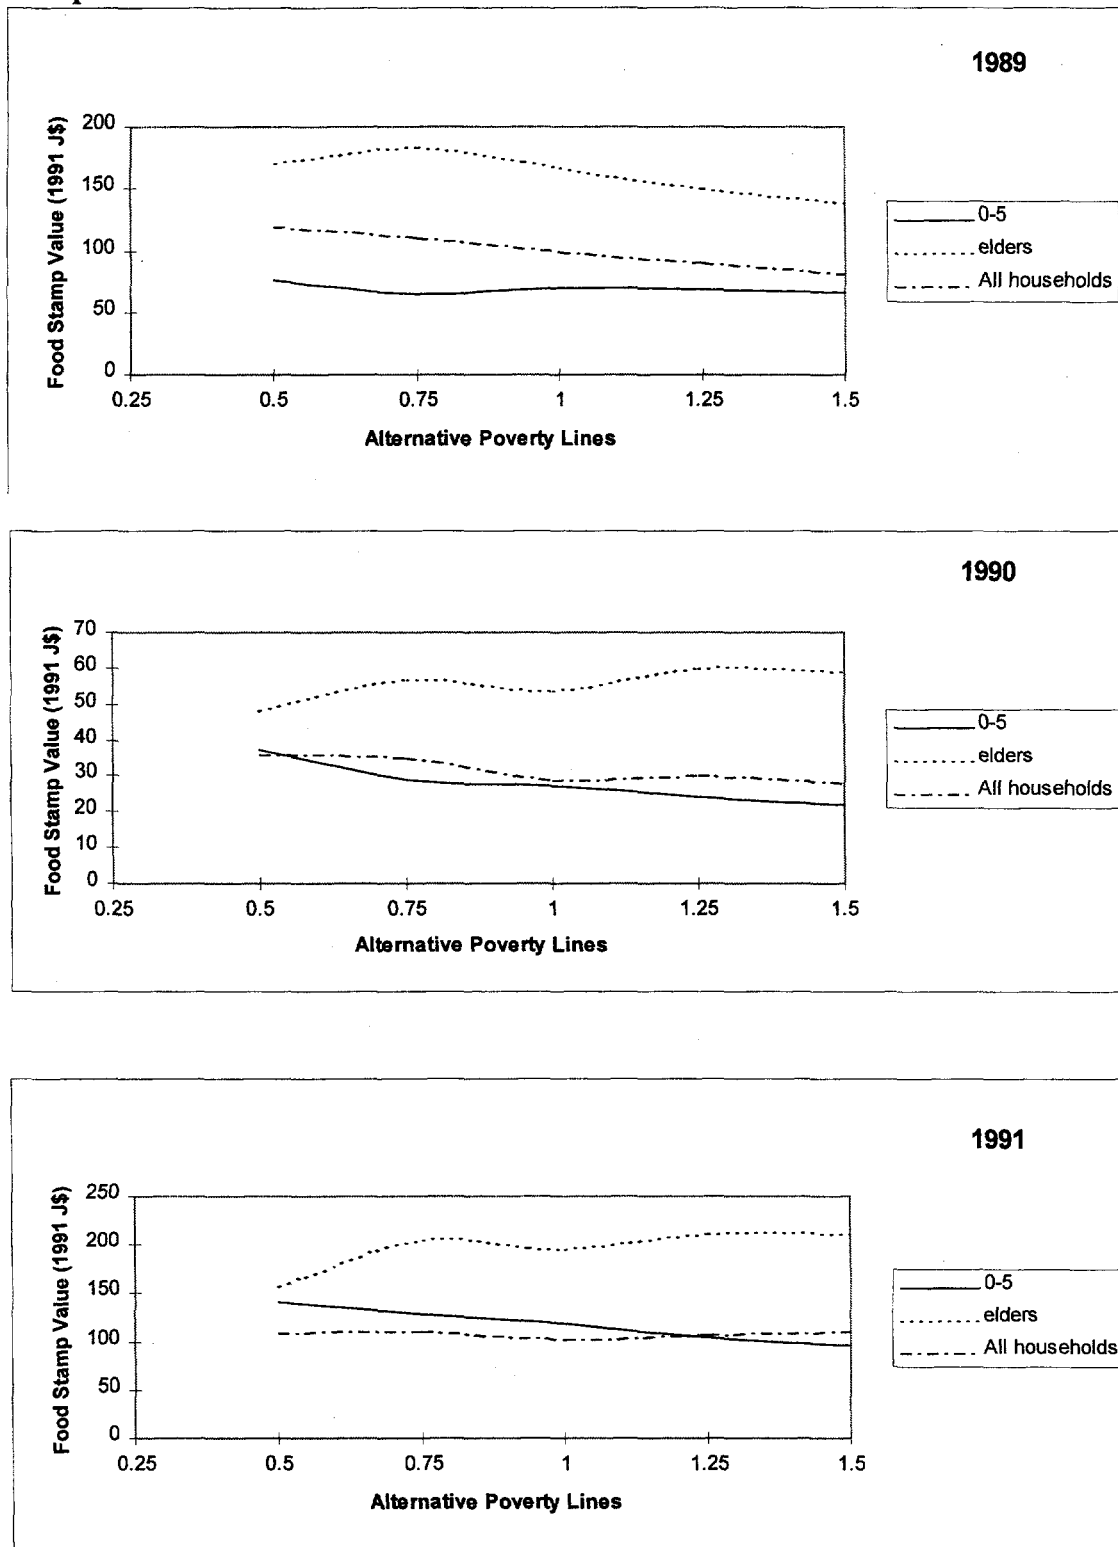 1989
Food Stamp Value (1991 J$)
200
150
100
50
0
0.25 0.5 0.75 1 1.25 1.5
Alternative Poverty Lines
0-5
elders
All households
1990
Food Stamp Value (1991 J$)
70
60
50
40
30
20
10
0
0.25 0.5 0.75 1 1.25 1.5
Alternative Poverty Lines
0-5
elders
All households
1991
Food Stamp Value (1991 J$)
250
200
150
100
50
0
0.25 0.5 0.75 1 1.25 1.5
Alternative Poverty Lines
0-5
elders
All households